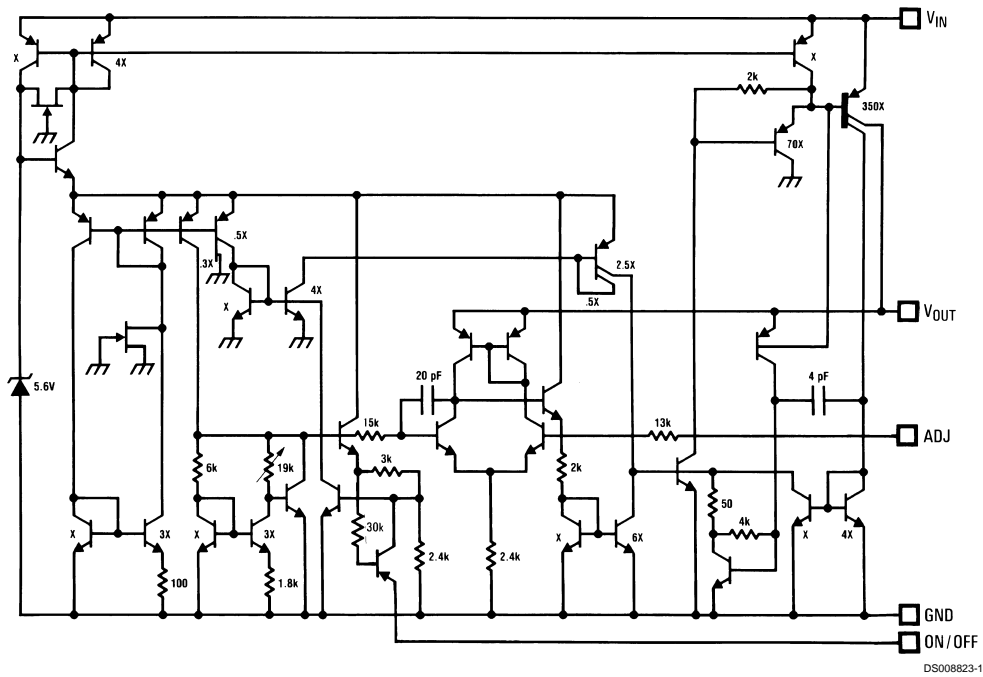 V_IN
X
4X
X
2k
350X
70X
.5X
.3X
2.5X
4X
X
.5X
V_OUT
5.6V
20 pF
4 pF
15k
13k
ADJ
6k
19k
3k
2k
30k
50
4k
X
3X
X
3X
X
6X
X
4X
100
1.8k
2.4k
2.4k
GND
ON/OFF
DS008823-1